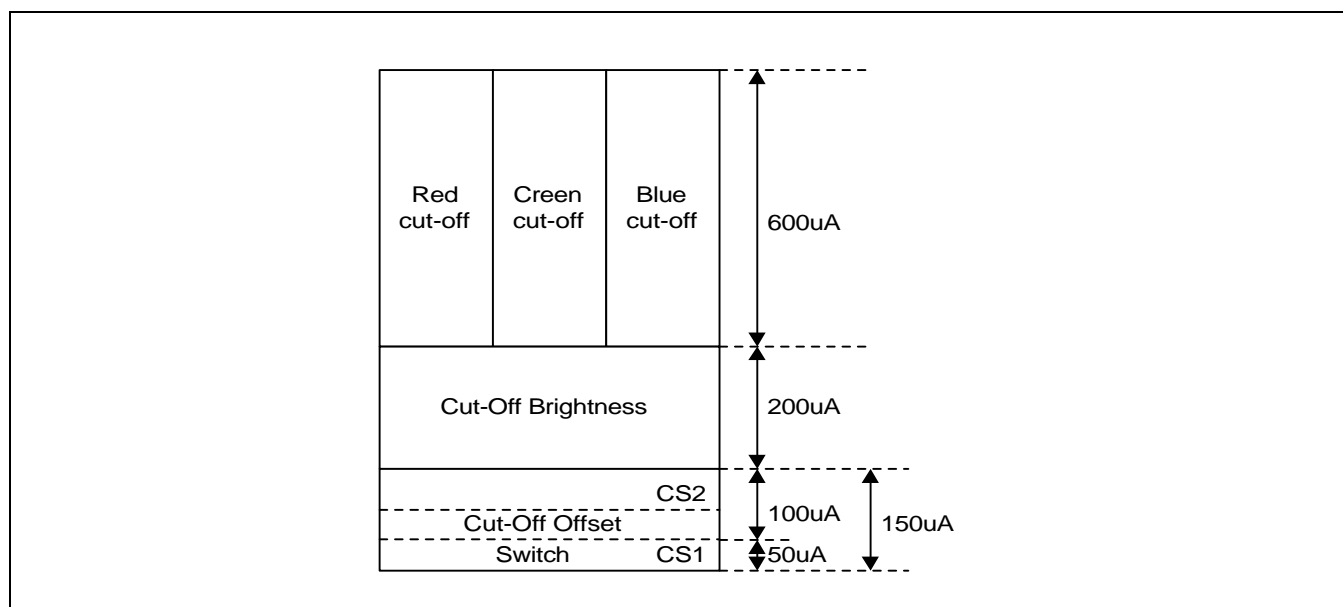 Red
cut-off
Creen
cut-off
Blue
cut-off
600uA
Cut-Off Brightness
200uA
CS2
Cut-Off Offset
Switch
CS1
100uA
50uA
150uA